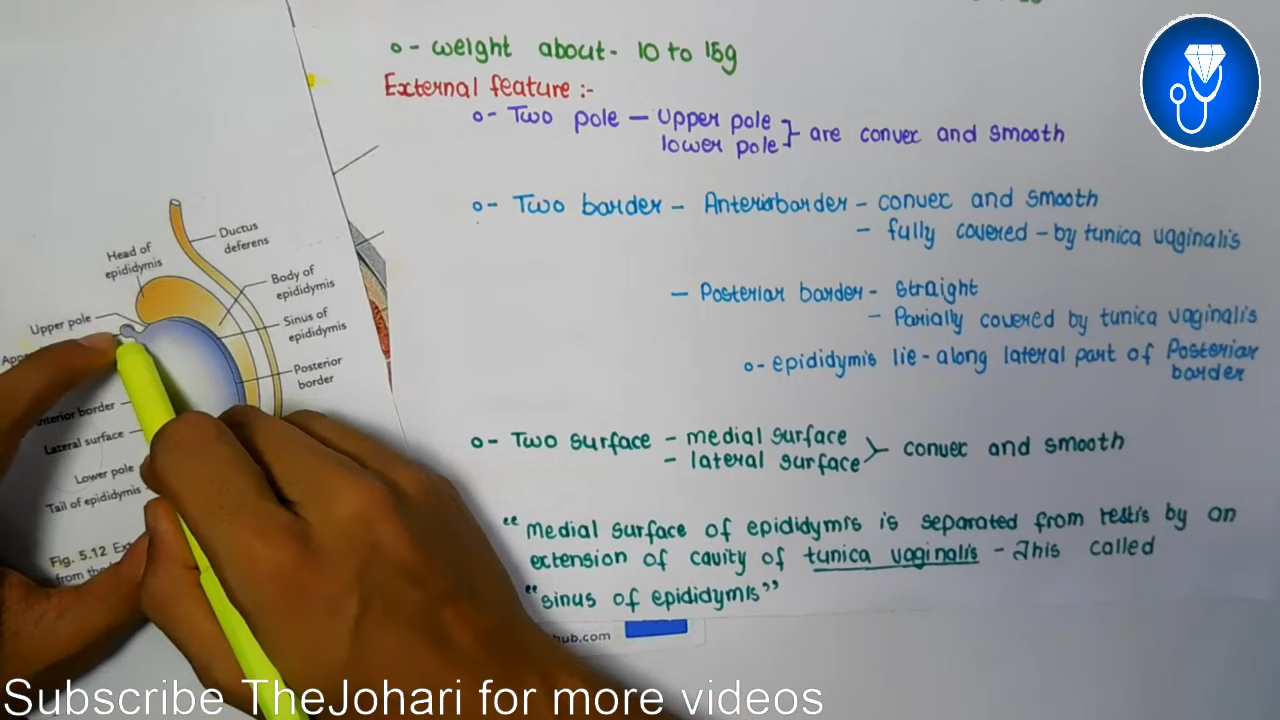 o- weight about- 10 to 15g
External feature :-
o- Two pole — Upper pole
lower pole } are convex and smooth
o- Two border - Anterior border - convex and smooth
- fully covered - by tunica vaginalis
- Posterior border - straight
- Parially covered by tunica vaginalis
o- epididymis lie - along lateral part of Posterior
border
o- Two surface - medial surface
- lateral surface > convex and smooth
"medial surface of epididymis is separated from testis by an
extension of cavity of tunica vaginalis - This called
"sinus of epididymis"
hub.com
Ductus
deferens
Head of
epididymis
Body of
epididymis
Upper pole
Sinus of
epididymis
Posterior
border
nterior border
Lateral surface
Lower pole
Tail of epididymis
Fig. 5.12
from the
Subscribe TheJohari for more videos